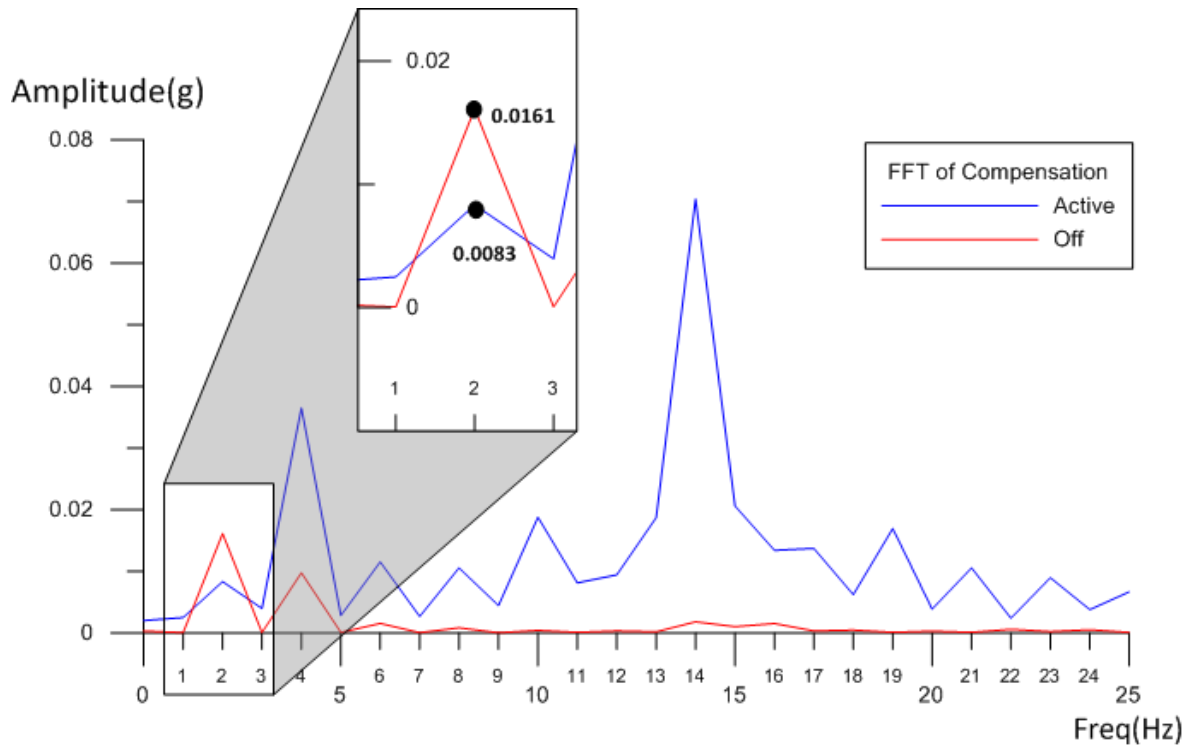 0.02
Amplitude(g)
0.0161
0.08
FFT of Compensation
Active
Off
0.0083
0.06
0
1 2 3
0.04
0.02
0
1 2 3 4 6 7 8 9 11 12 13 14 16 17 18 19 21 22 23 24
0 5 10 15 20 25
Freq(Hz)